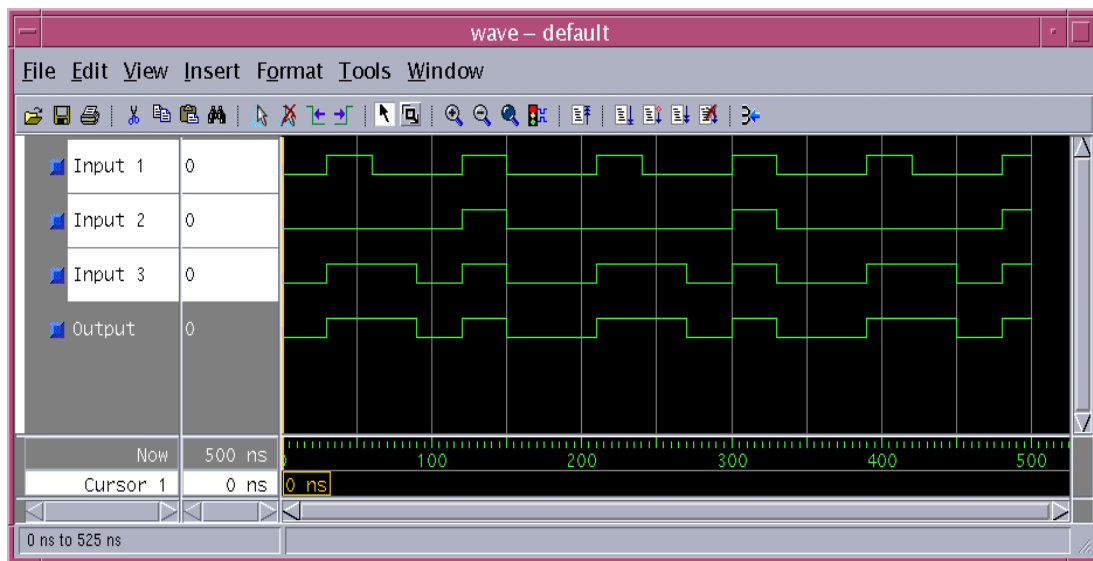 wave – default
File Edit View Insert Format Tools Window
Input 1 0
Input 2 0
Input 3 0
Output 0
Now 500 ns
100 200 300 400 500
Cursor 1 0 ns 0 ns
0 ns to 525 ns